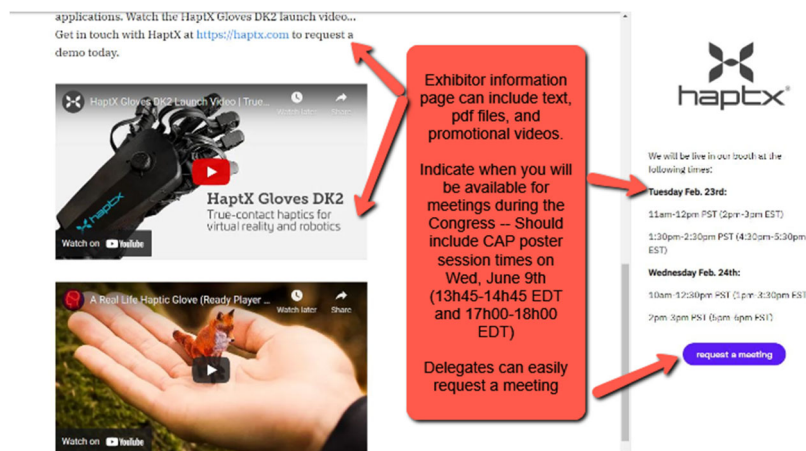 applications. Watch the HaptX Gloves DK2 launch video...
Get in touch with HaptX at https://haptx.com to request a
demo today.
HaptX Gloves DK2 Launch Video | True...
Watch later
Share
haptx
HaptX Gloves DK2
True-contact haptics for
virtual reality and robotics
Watch on YouTube
A Real Life Haptic Glove (Ready Player ...
Watch later
Share
Watch on YouTube
Exhibitor information
page can include text,
pdf files, and
promotional videos.
Indicate when you will
be available for
meetings during the
Congress -- Should
include CAP poster
session times on
Wed, June 9th
(13h45-14h45 EDT
and 17h00-18h00
EDT)
Delegates can easily
request a meeting
haptx
We will be live in our booth at the
following times:
Tuesday Feb. 23rd:
11am-12pm PST (2pm-3pm EST)
1:30pm-2:30pm PST (4:30pm-5:30pm
EST)
Wednesday Feb. 24th:
10am-12:30pm PST (1pm-3:30pm EST
2pm-3pm PST (5pm-6pm EST)
request a meeting